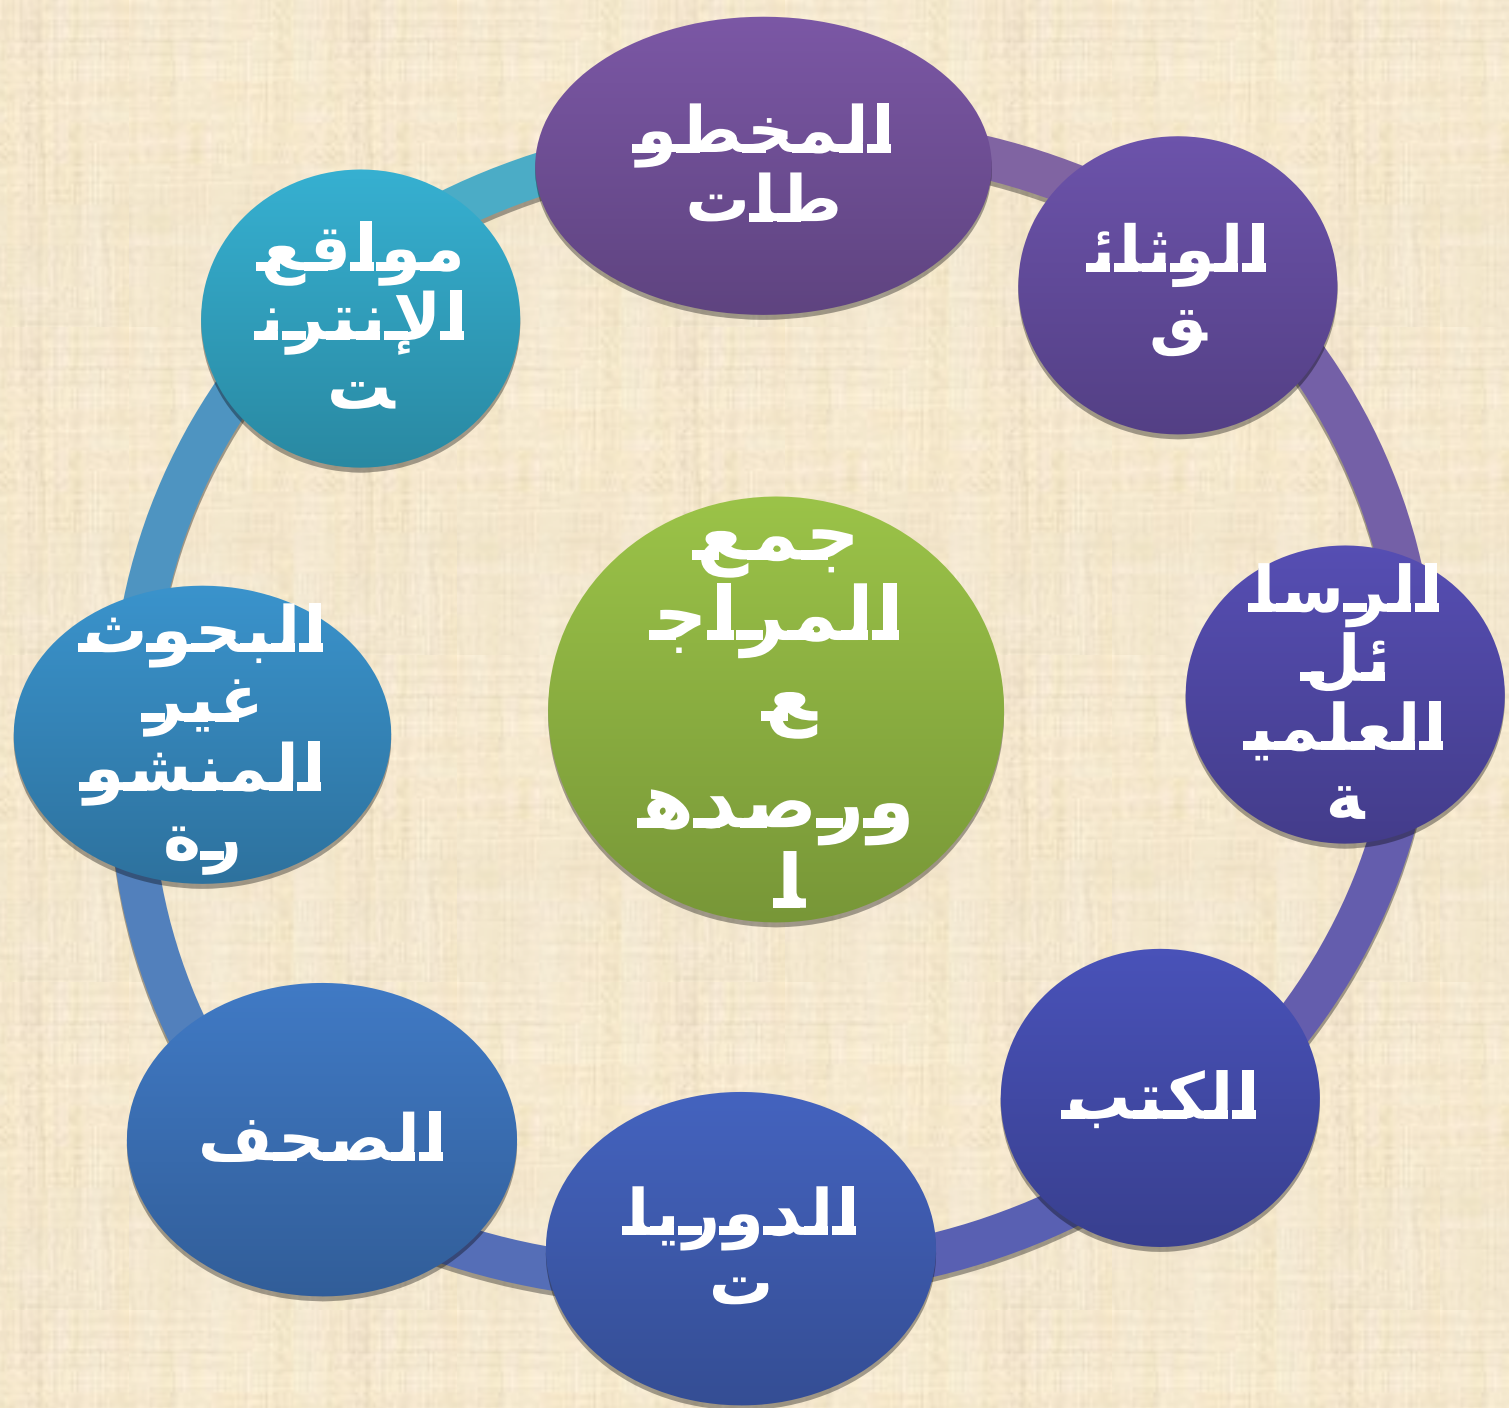 المخطو
طات
الوثائ
ق
الرسا
ئل
العلمي
ة
الكتب
الدوريا
ت
الصحف
البحوث
غير
المنشو
رة
مواقع
الإنترن
ت
جمع
المراج
ع
ورصده
ا